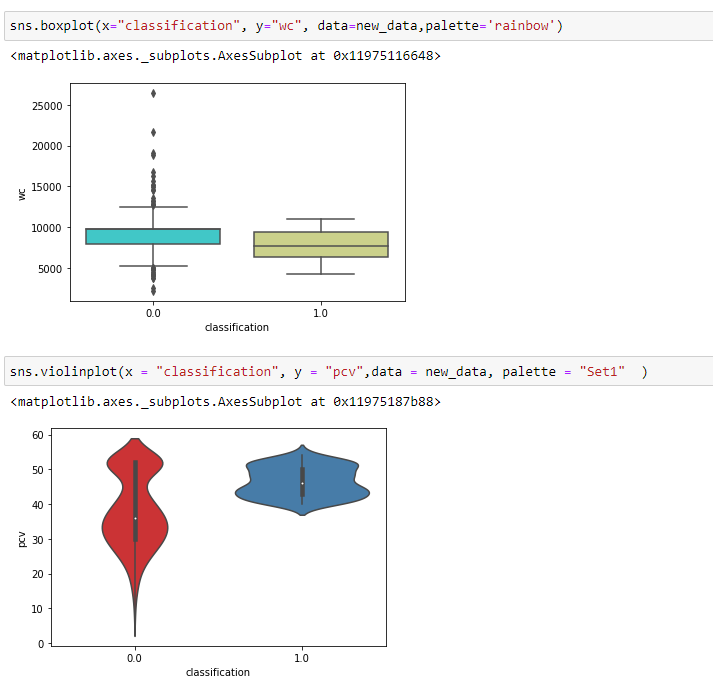 sns.boxplot(x="classification", y="wc", data=new_data,palette='rainbow')
<matplotlib.axes._subplots.AxesSubplot at 0x11975116648>
25000
20000
15000
10000
5000
wc
0.0 1.0
classification
sns.violinplot(x = "classification", y = "pcv",data = new_data, palette = "Set1"  )
<matplotlib.axes._subplots.AxesSubplot at 0x11975187b88>
60
50
40
30
20
10
0
pcv
0.0 1.0
classification